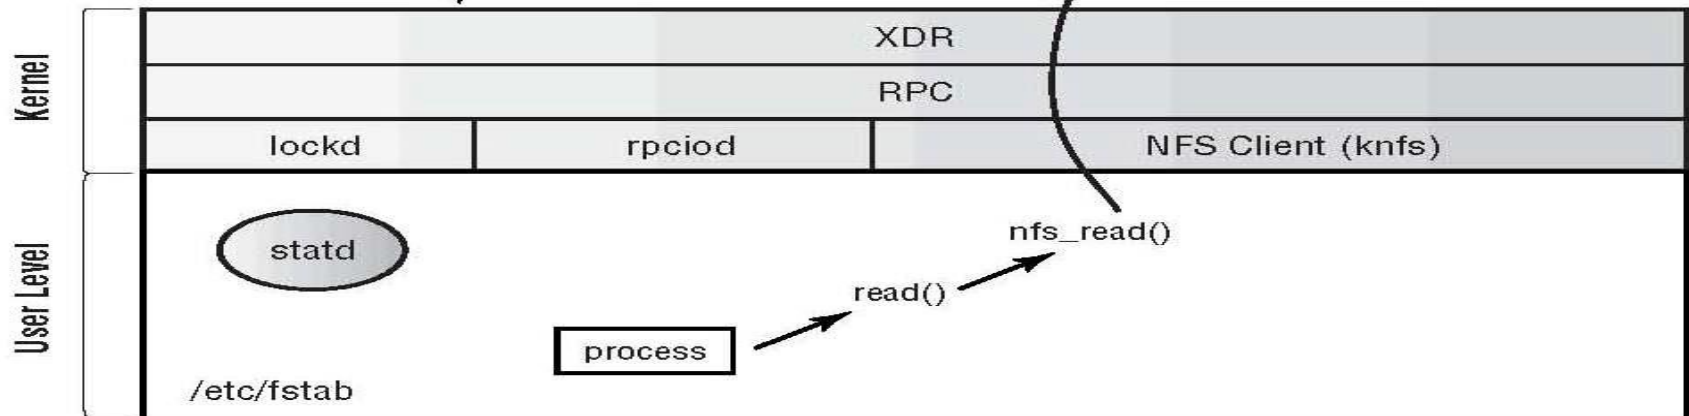 Kernel
XDR
RPC
lockd
rpciod
NFS Client (knfs)
User Level
statd
nfs_read()
read()
process
/etc/fstab